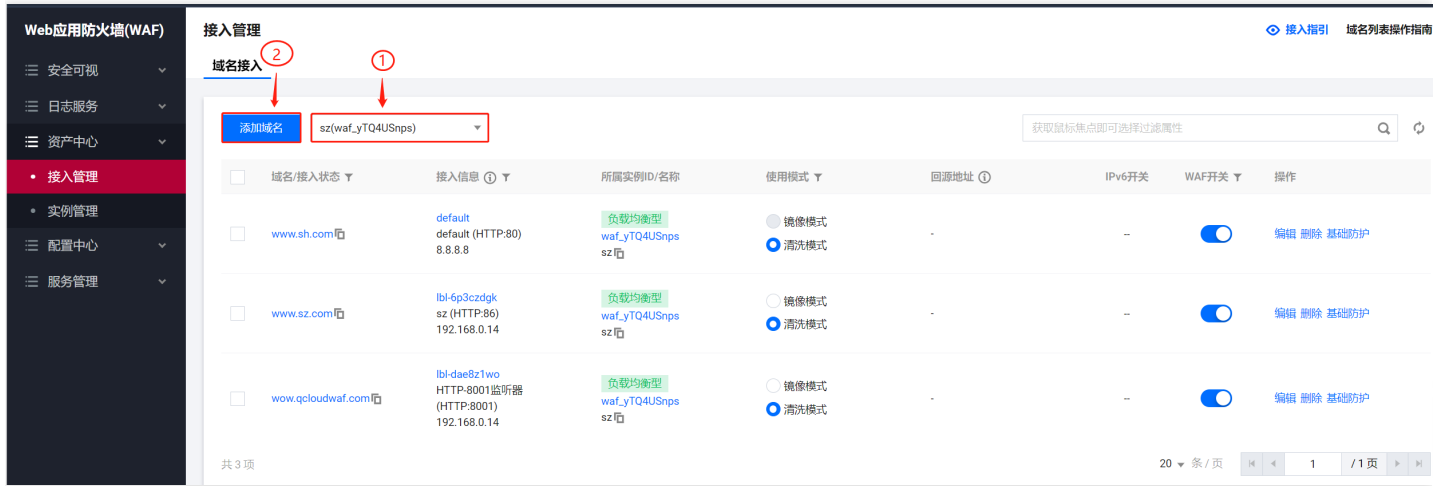 Web应用防火墙(WAF)
安全可视
日志服务
资产中心
接入管理
实例管理
配置中心
服务管理
接入管理
接入指引 域名列表操作指南
域名接入
2
1
添加域名
sz(waf_yTQ4USnps)
获取鼠标焦点即可选择过滤属性
域名/接入状态 接入信息 所属实例ID/名称 使用模式 回源地址 IPv6开关 WAF开关 操作
www.sh.com
default
default (HTTP:80)
8.8.8.8
负载均衡型
waf_yTQ4USnps
sz
镜像模式
清洗模式
-
--
编辑 删除 基础防护
www.sz.com
lbl-6p3czdgk
sz (HTTP:86)
192.168.0.14
负载均衡型
waf_yTQ4USnps
sz
镜像模式
清洗模式
-
--
编辑 删除 基础防护
wow.qcloudwaf.com
lbl-dae8z1wo
HTTP-8001监听器
(HTTP:8001)
192.168.0.14
负载均衡型
waf_yTQ4USnps
sz
镜像模式
清洗模式
-
--
编辑 删除 基础防护
共 3 项
20 条 / 页 1 / 1 页